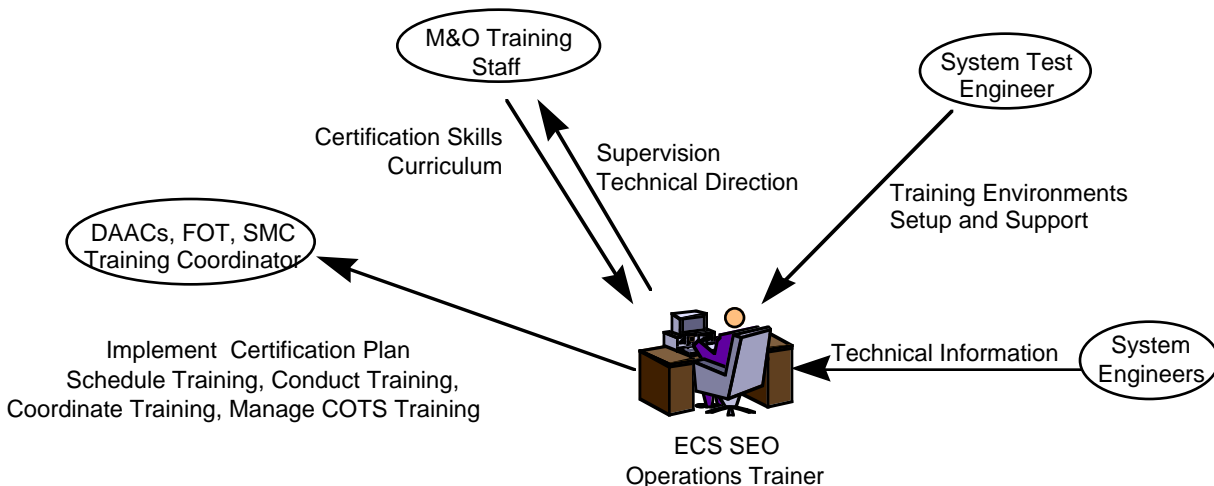 M&O Training
Staff
System Test
Engineer
Certification Skills
Curriculum
Supervision
Technical Direction
Training Environments
Setup and Support
DAACs, FOT, SMC
Training Coordinator
Implement Certification Plan
Schedule Training, Conduct Training,
Coordinate Training, Manage COTS Training
Technical Information
System
Engineers
ECS SEO
Operations Trainer